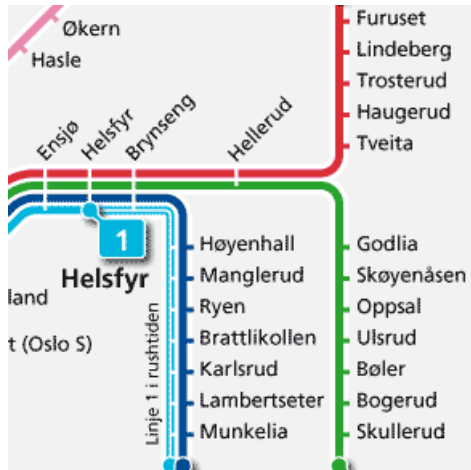 Økern
Hasle
Furuset
Lindeberg
Trosterud
Haugerud
Tveita
Ensjø
Helsfyr
Brynseng
Hellerud
1
Helsfyr
land
t (Oslo S)
Linje 1 i rushtiden
Høyenhall
Manglerud
Ryen
Brattlikollen
Karlsrud
Lambertseter
Munkelia
Godlia
Skøyenåsen
Oppsal
Ulsrud
Bøler
Bogerud
Skullerud